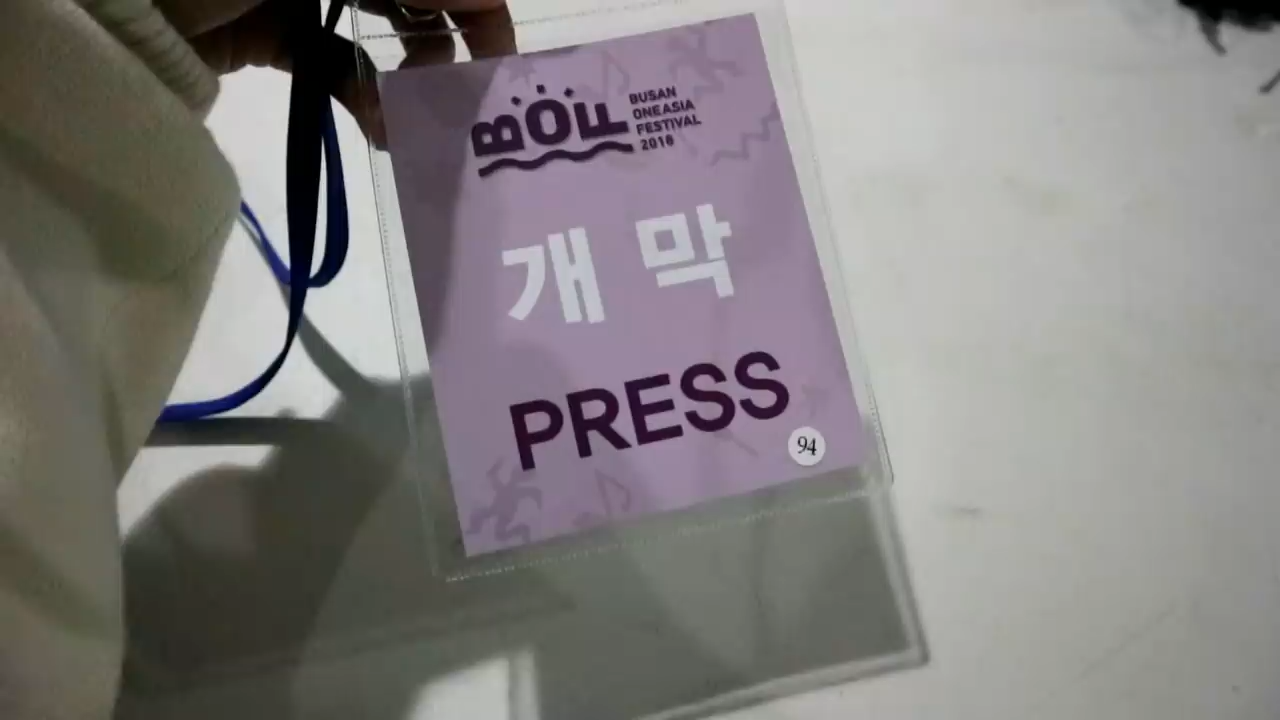 BOF
BUSAN
ONEASIA
FESTIVAL
2018
개막
PRESS
94